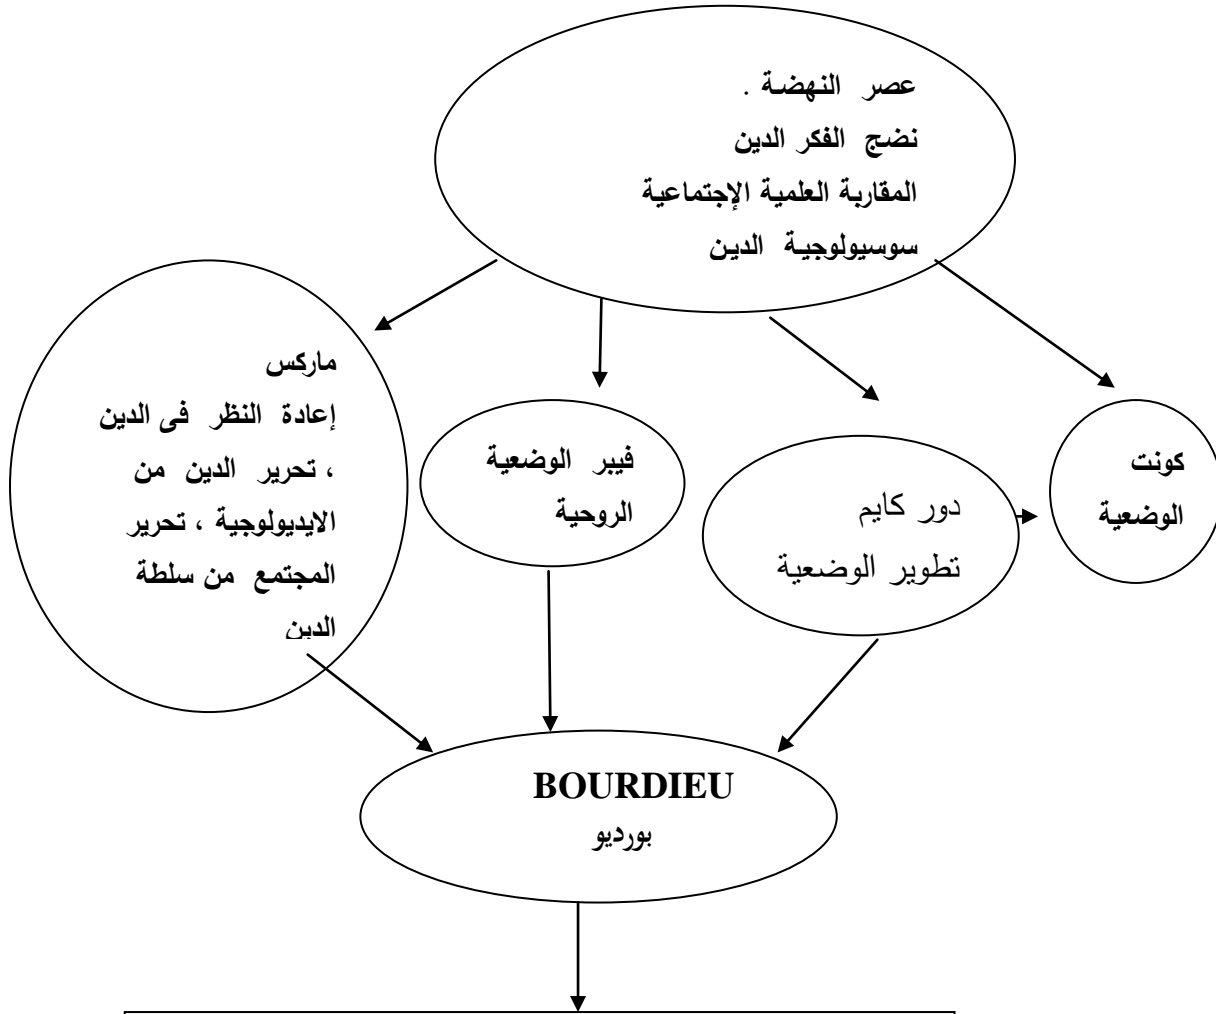 عصر النهضة .
نضج الفكر الدين
المقاربة العلمية الإجتماعية
سوسيولوجية الدين
ماركس
إعادة النظر فى الدين
، تحرير الدين من
الايديولوجية ، تحرير
المجتمع من سلطة
الدين
فيبر الوضعية
الروحية
دور كايم
تطوير الوضعية
كونت
الوضعية
BOURDIEU
بورديو